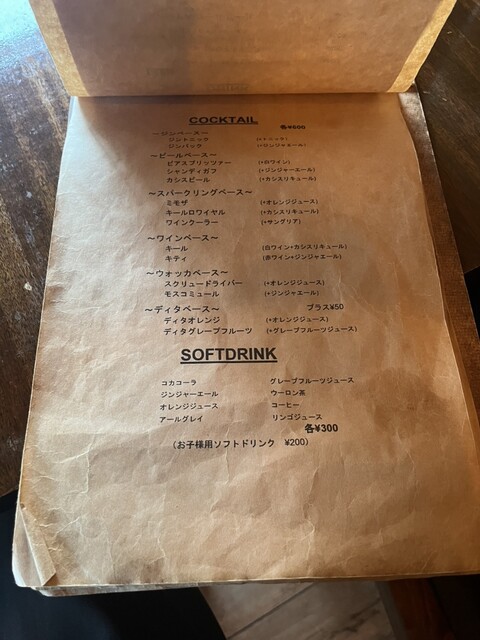 COCKTAIL
各¥600
～ジンベース～
ジントニック (+トニック)
ジンバック (+ジンジャエール)
～ビールベース～
ビアスプリッツァー (+白ワイン)
シャンディガフ (+ジンジャーエール)
カシスビール (+カシスリキュール)
～スパークリングベース～
ミモザ (+オレンジジュース)
キールロワイヤル (+カシスリキュール)
ワインクーラー (+サングリア)
～ワインベース～
キール (白ワイン+カシスリキュール)
キティ (赤ワイン+ジンジャエール)
～ウォッカベース～
スクリュードライバー (+オレンジジュース)
モスコミュール (+ジンジャエール)
～ディタベース～ プラス¥50
ディタオレンジ (+オレンジジュース)
ディタグレープフルーツ (+グレープフルーツジュース)
SOFTDRINK
コカコーラ グレープフルーツジュース
ジンジャーエール ウーロン茶
オレンジジュース コーヒー
アールグレイ リンゴジュース
各¥300
(お子様用ソフトドリンク ¥200)